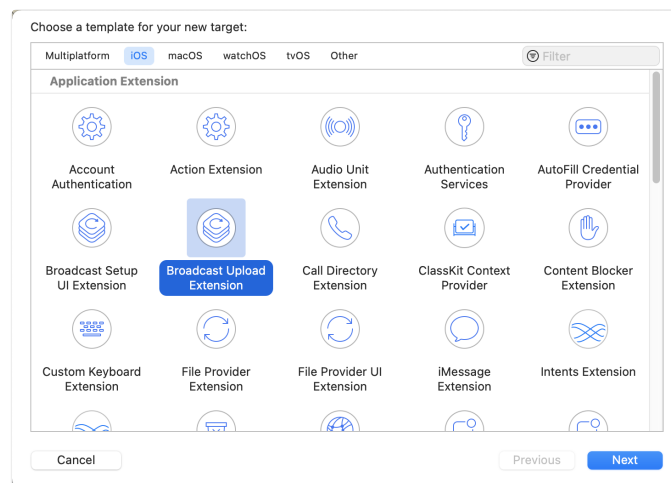 Choose a template for your new target:
Multiplatform iOS macOS watchOS tvOS Other Filter
Application Extension
Account
Authentication
Action Extension
Audio Unit
Extension
Authentication
Services
AutoFill Credential
Provider
Broadcast Setup
UI Extension
Broadcast Upload
Extension
Call Directory
Extension
ClassKit Context
Provider
Content Blocker
Extension
Custom Keyboard
Extension
File Provider
Extension
File Provider UI
Extension
iMessage
Extension
Intents Extension
Cancel Previous Next